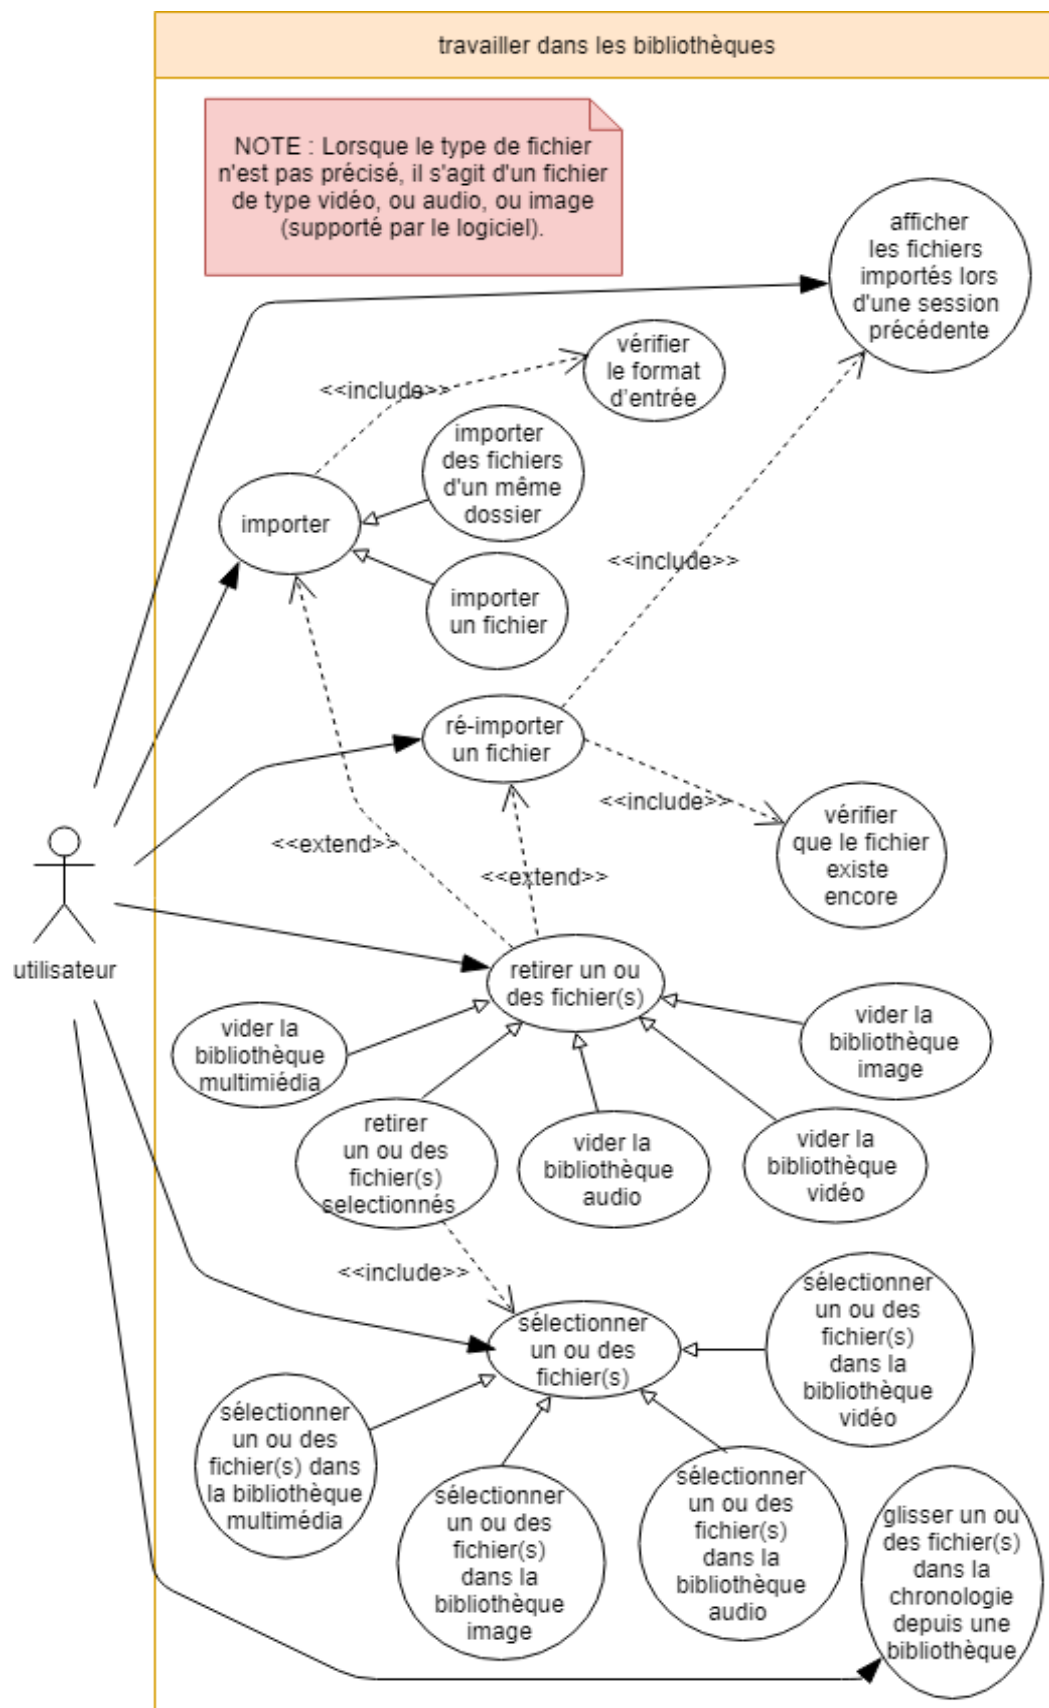 travailler dans les bibliothèques
NOTE : Lorsque le type de fichier
n'est pas précisé, il s'agit d'un fichier
de type vidéo, ou audio, ou image
(supporté par le logiciel).
afficher
les fichiers
importés lors
d'une session
précédente
vérifier
le format
d'entrée
<<include>>
importer
des fichiers
d'un même
dossier
importer
<<include>>
importer
un fichier
ré-importer
un fichier
<<include>>
vérifier
que le fichier
existe
encore
<<extend>>
<<extend>>
utilisateur
retirer un ou
des fichier(s)
vider la
bibliothèque
multimiédia
vider la
bibliothèque
image
retirer
un ou des
fichier(s)
selectionnés
vider la
bibliothèque
audio
vider la
bibliothèque
vidéo
<<include>>
sélectionner
un ou des
fichier(s)
sélectionner
un ou des
fichier(s)
dans la
bibliothèque
vidéo
sélectionner
un ou des
fichier(s) dans
la bibliothèque
multimédia
sélectionner
un ou des
fichier(s)
dans la
bibliothèque
image
sélectionner
un ou des
fichier(s)
dans la
bibliothèque
audio
glisser un ou
des fichier(s)
dans la
chronologie
depuis une
bibliothèque